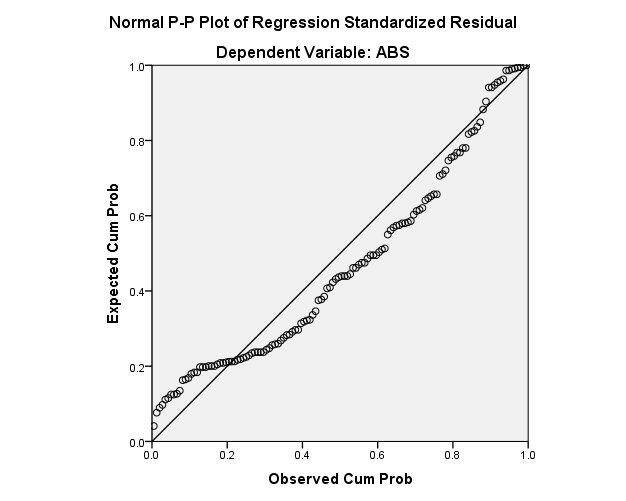 Normal P-P Plot of Regression Standardized Residual
Dependent Variable: ABS
1.0
0.8
0.6
0.4
0.2
0.0
Expected Cum Prob
0.0 0.2 0.4 0.6 0.8 1.0
Observed Cum Prob